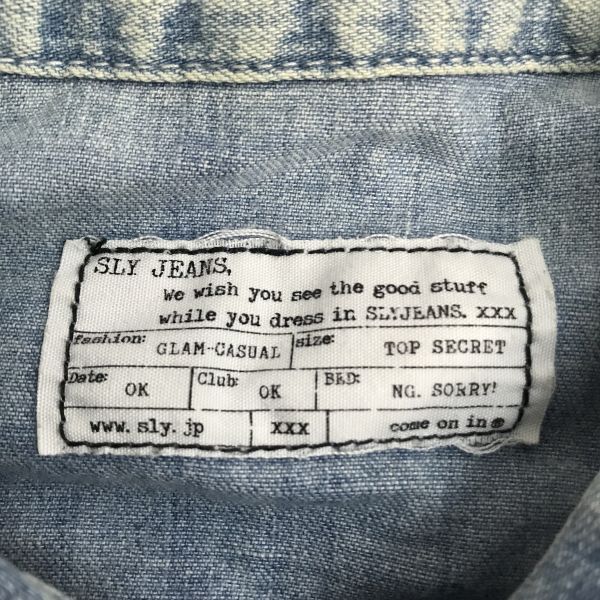 SLY JEANS,
We wish you see the good stuff
while you dress in SLYJEANS. xxx
fashion: GLAM-CASUAL size: TOP SECRET
Date: OK Club: OK BED: NG. SORRY!
www.sly.jp xxx come on in